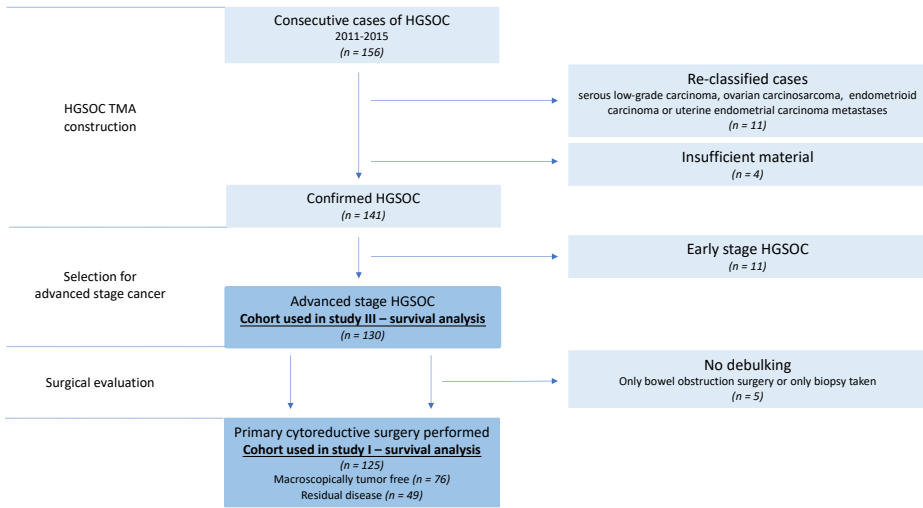 Consecutive cases of HGSOC
2011-2015
(n = 156)
HGSOC TMA
construction
Re-classified cases
serous low-grade carcinoma, ovarian carcinosarcoma, endometrioid
carcinoma or uterine endometrial carcinoma metastases
(n = 11)
Insufficient material
(n = 4)
Confirmed HGSOC
(n = 141)
Selection for
advanced stage cancer
Early stage HGSOC
(n = 11)
Advanced stage HGSOC
Cohort used in study III – survival analysis
(n = 130)
Surgical evaluation
No debulking
Only bowel obstruction surgery or only biopsy taken
(n = 5)
Primary cytoreductive surgery performed
Cohort used in study I – survival analysis
(n = 125)
Macroscopically tumor free (n = 76)
Residual disease (n = 49)